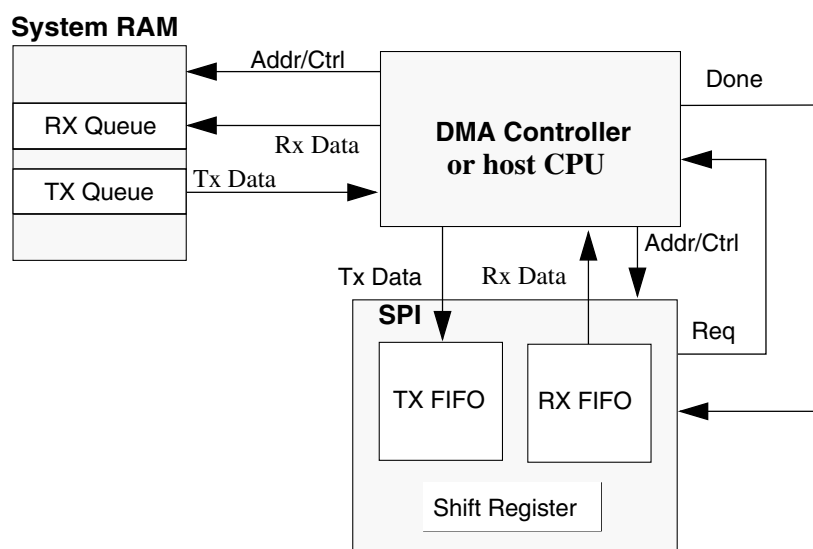 System RAM
Addr/Ctrl
Done
RX Queue
Rx Data
DMA Controller
or host CPU
TX Queue
Tx Data
Addr/Ctrl
Tx Data
Rx Data
SPI
Req
TX FIFO
RX FIFO
Shift Register